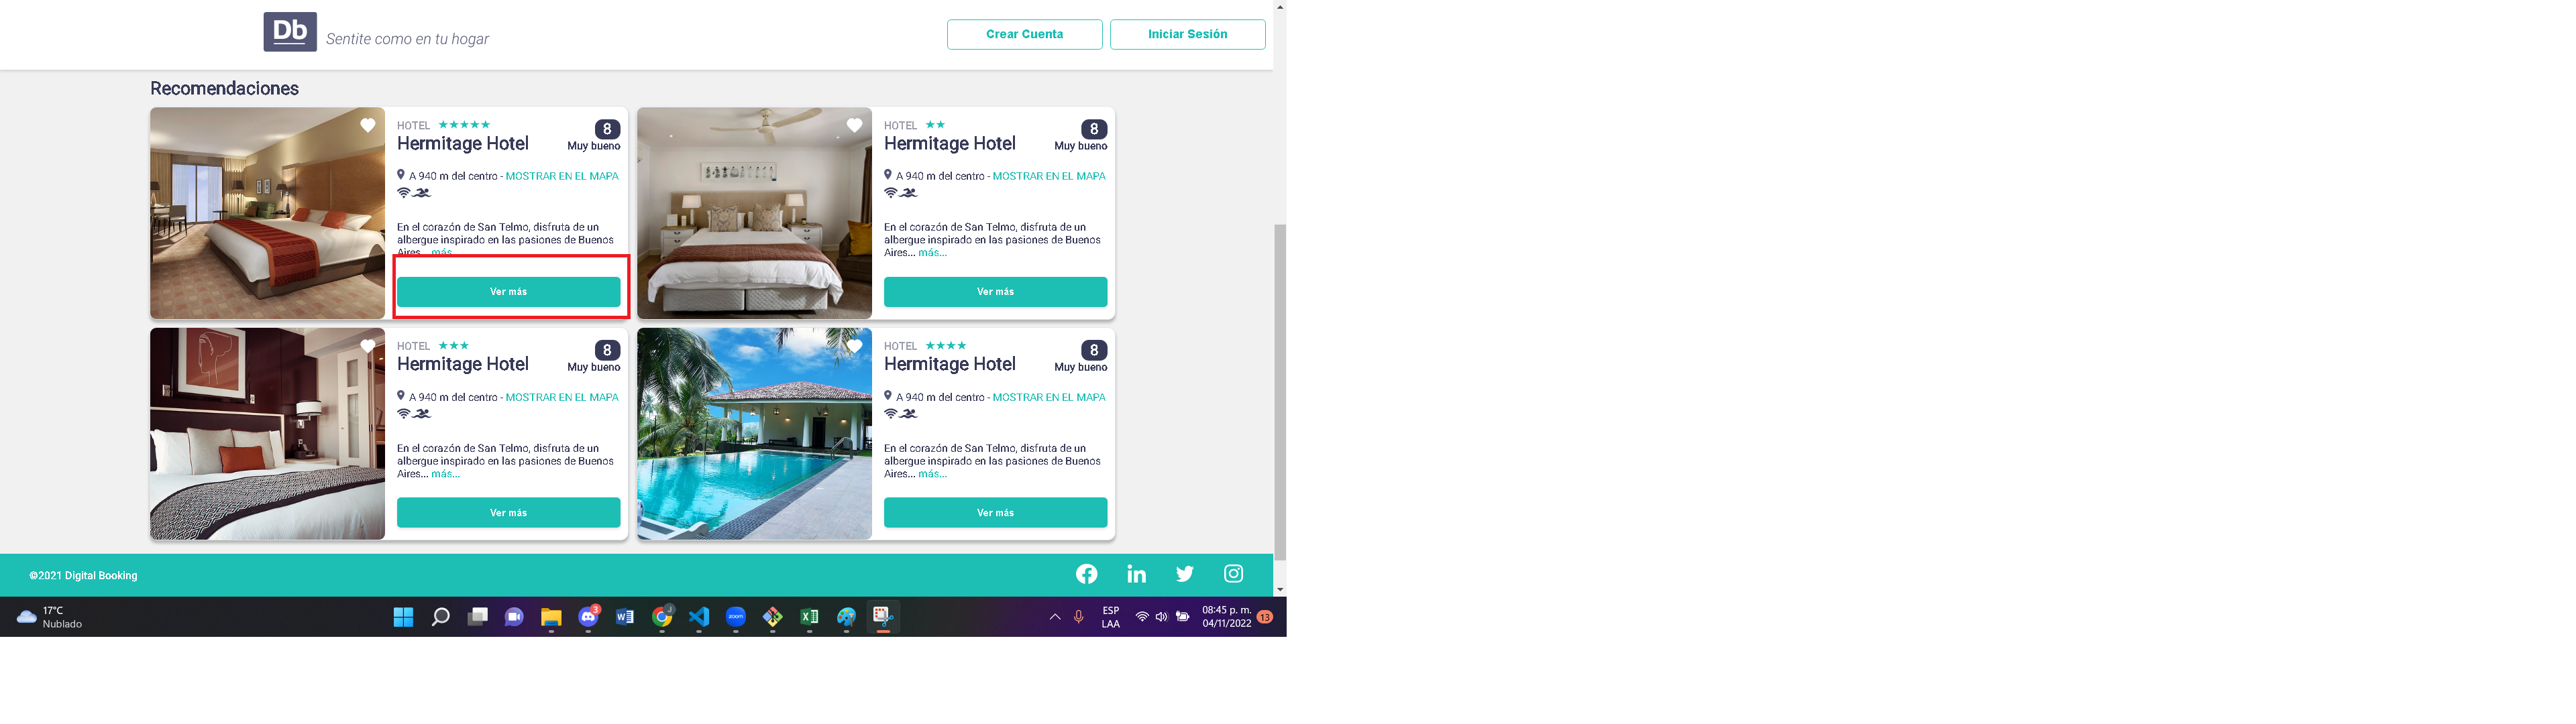 Db Sentite como en tu hogar
Crear Cuenta
Iniciar Sesión
Recomendaciones
HOTEL
8
Hermitage Hotel
Muy bueno
A 940 m del centro - MOSTRAR EN EL MAPA
En el corazón de San Telmo, disfruta de un
albergue inspirado en las pasiones de Buenos
Aires... más...
Ver más
HOTEL
8
Hermitage Hotel
Muy bueno
A 940 m del centro - MOSTRAR EN EL MAPA
En el corazón de San Telmo, disfruta de un
albergue inspirado en las pasiones de Buenos
Aires... más...
Ver más
HOTEL
8
Hermitage Hotel
Muy bueno
A 940 m del centro - MOSTRAR EN EL MAPA
En el corazón de San Telmo, disfruta de un
albergue inspirado en las pasiones de Buenos
Aires... más...
Ver más
HOTEL
8
Hermitage Hotel
Muy bueno
A 940 m del centro - MOSTRAR EN EL MAPA
En el corazón de San Telmo, disfruta de un
albergue inspirado en las pasiones de Buenos
Aires... más...
Ver más
©2021 Digital Booking
17°C
Nublado
3
J
zoom
ESP
LAA
08:45 p. m.
04/11/2022
13